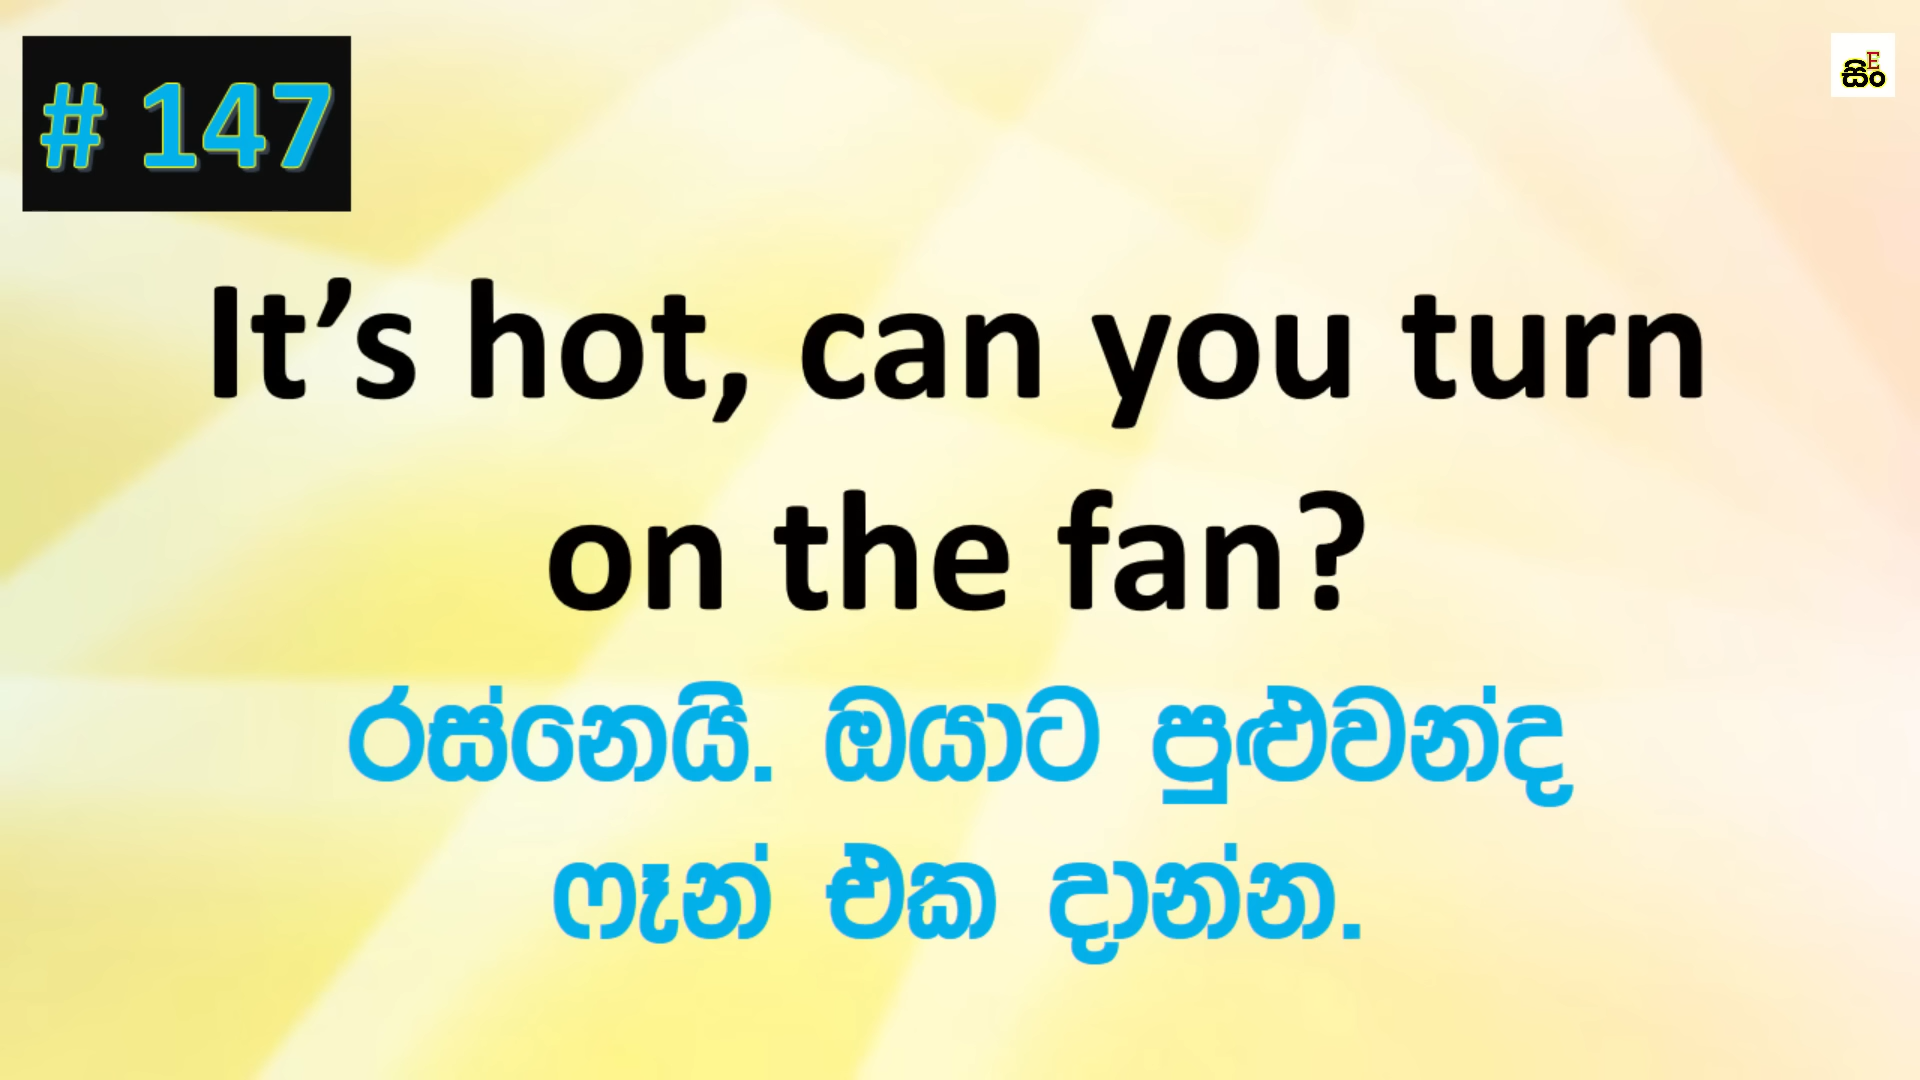 # 147
සිං E
It’s hot, can you turn
on the fan?
රස්නෙයි. ඔයාට පුළුවන්ද
ෆෑන් එක දාන්න.